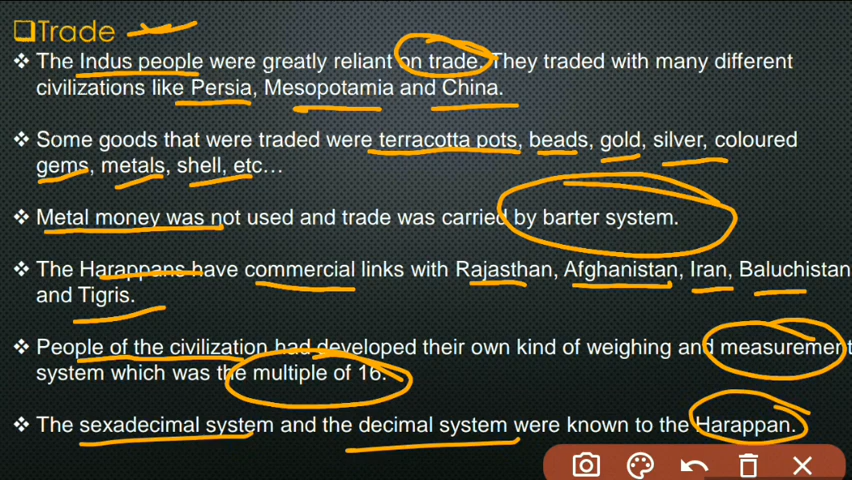 Trade
The Indus people were greatly reliant on trade. They traded with many different
civilizations like Persia, Mesopotamia and China.
Some goods that were traded were terracotta pots, beads, gold, silver, coloured
gems, metals, shell, etc...
Metal money was not used and trade was carried by barter system.
The Harappans have commercial links with Rajasthan, Afghanistan, Iran, Baluchistan
and Tigris.
People of the civilization had developed their own kind of weighing and measurement
system which was the multiple of 16.
The sexadecimal system and the decimal system were known to the Harappan.